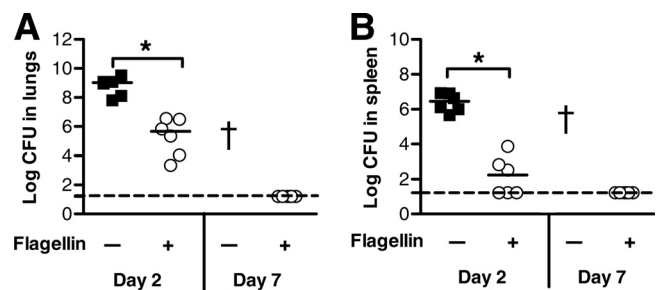 A
Log CFU in lungs
12
10
8
6
4
2
0
*
†
Flagellin — + — +
Day 2 Day 7
B
Log CFU in spleen
10
8
6
4
2
0
*
†
Flagellin — + — +
Day 2 Day 7